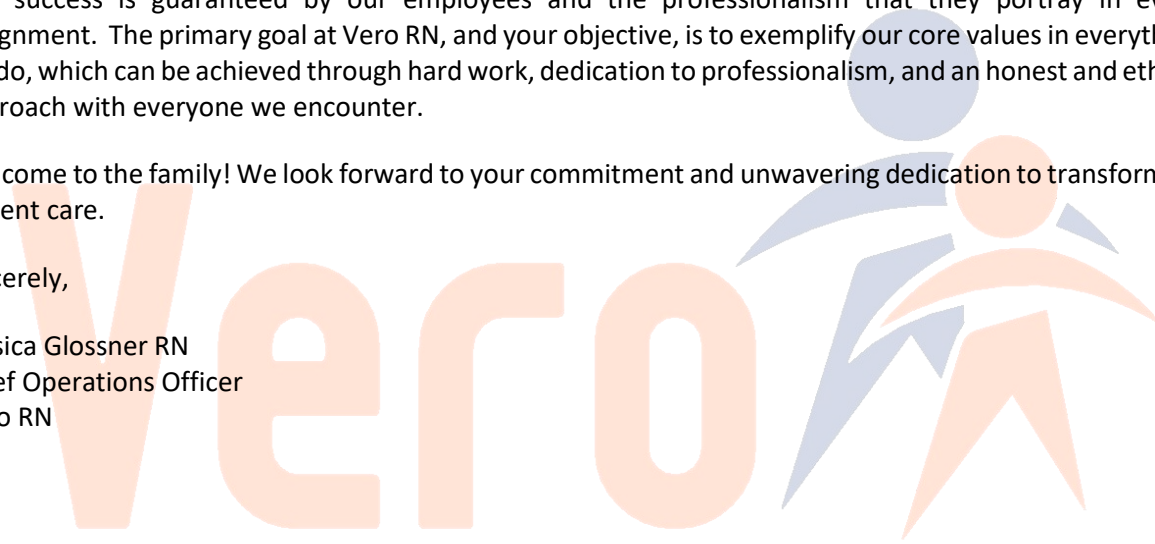 success is guaranteed by our employees and the professionalism that they portray in ev
gnment. The primary goal at Vero RN, and your objective, is to exemplify our core values in everyth
do, which can be achieved through hard work, dedication to professionalism, and an honest and eth
roach with everyone we encounter.
come to the family! We look forward to your commitment and unwavering dedication to transform
ent care.
cerely,
sica Glossner RN
ef Operations Officer
o RN
Vero